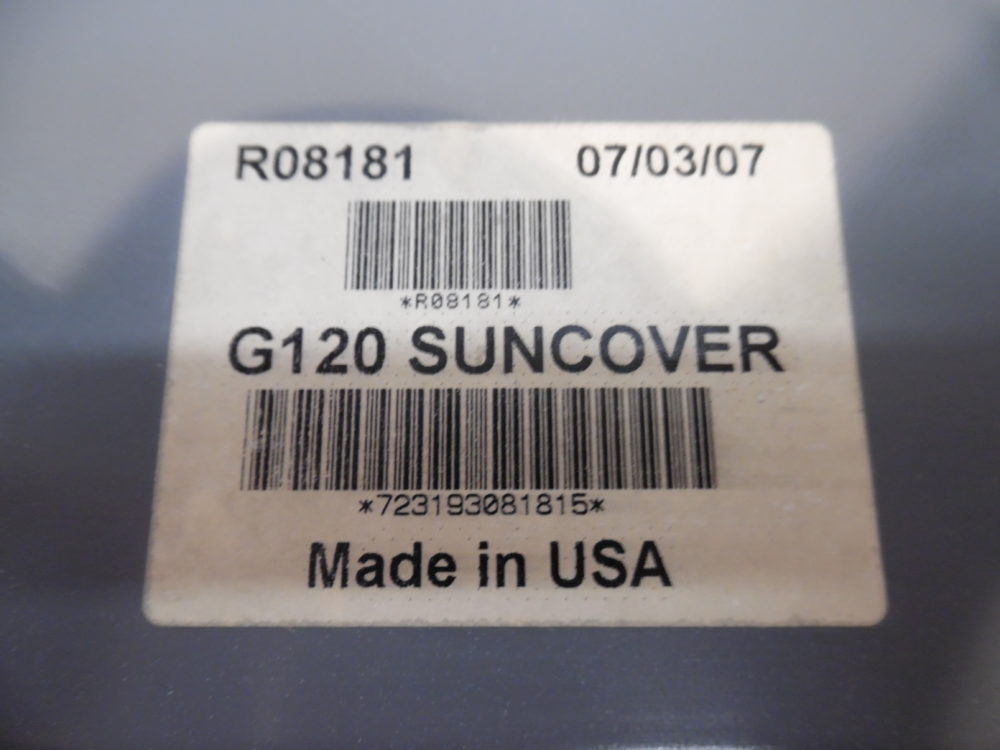 R08181 07/03/07
*R08181*
G120 SUNCOVER
*723193081815*
Made in USA